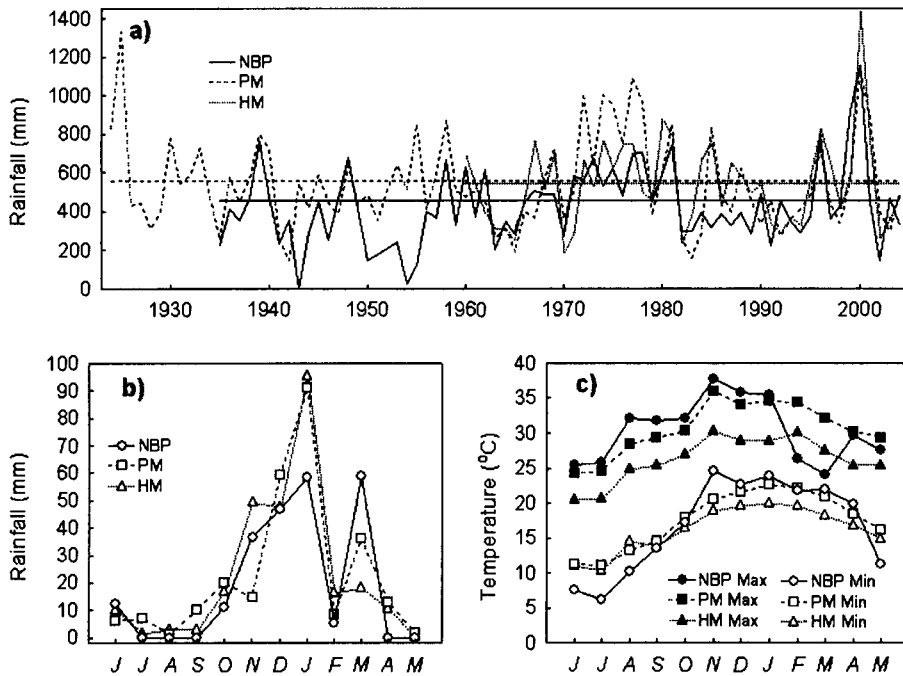 a)
Rainfall (mm)
1400
1200
1000
800
600
400
200
0
NBP
PM
HM
1930 1940 1950 1960 1970 1980 1990 2000
b)
Rainfall (mm)
100
90
80
70
60
50
40
30
20
10
0
NBP
PM
HM
J J A S O N D J F M A M
c)
Temperature (ºC)
40
35
30
25
20
15
10
5
0
NBP Max NBP Min
PM Max PM Min
HM Max HM Min
J J A S O N D J F M A M